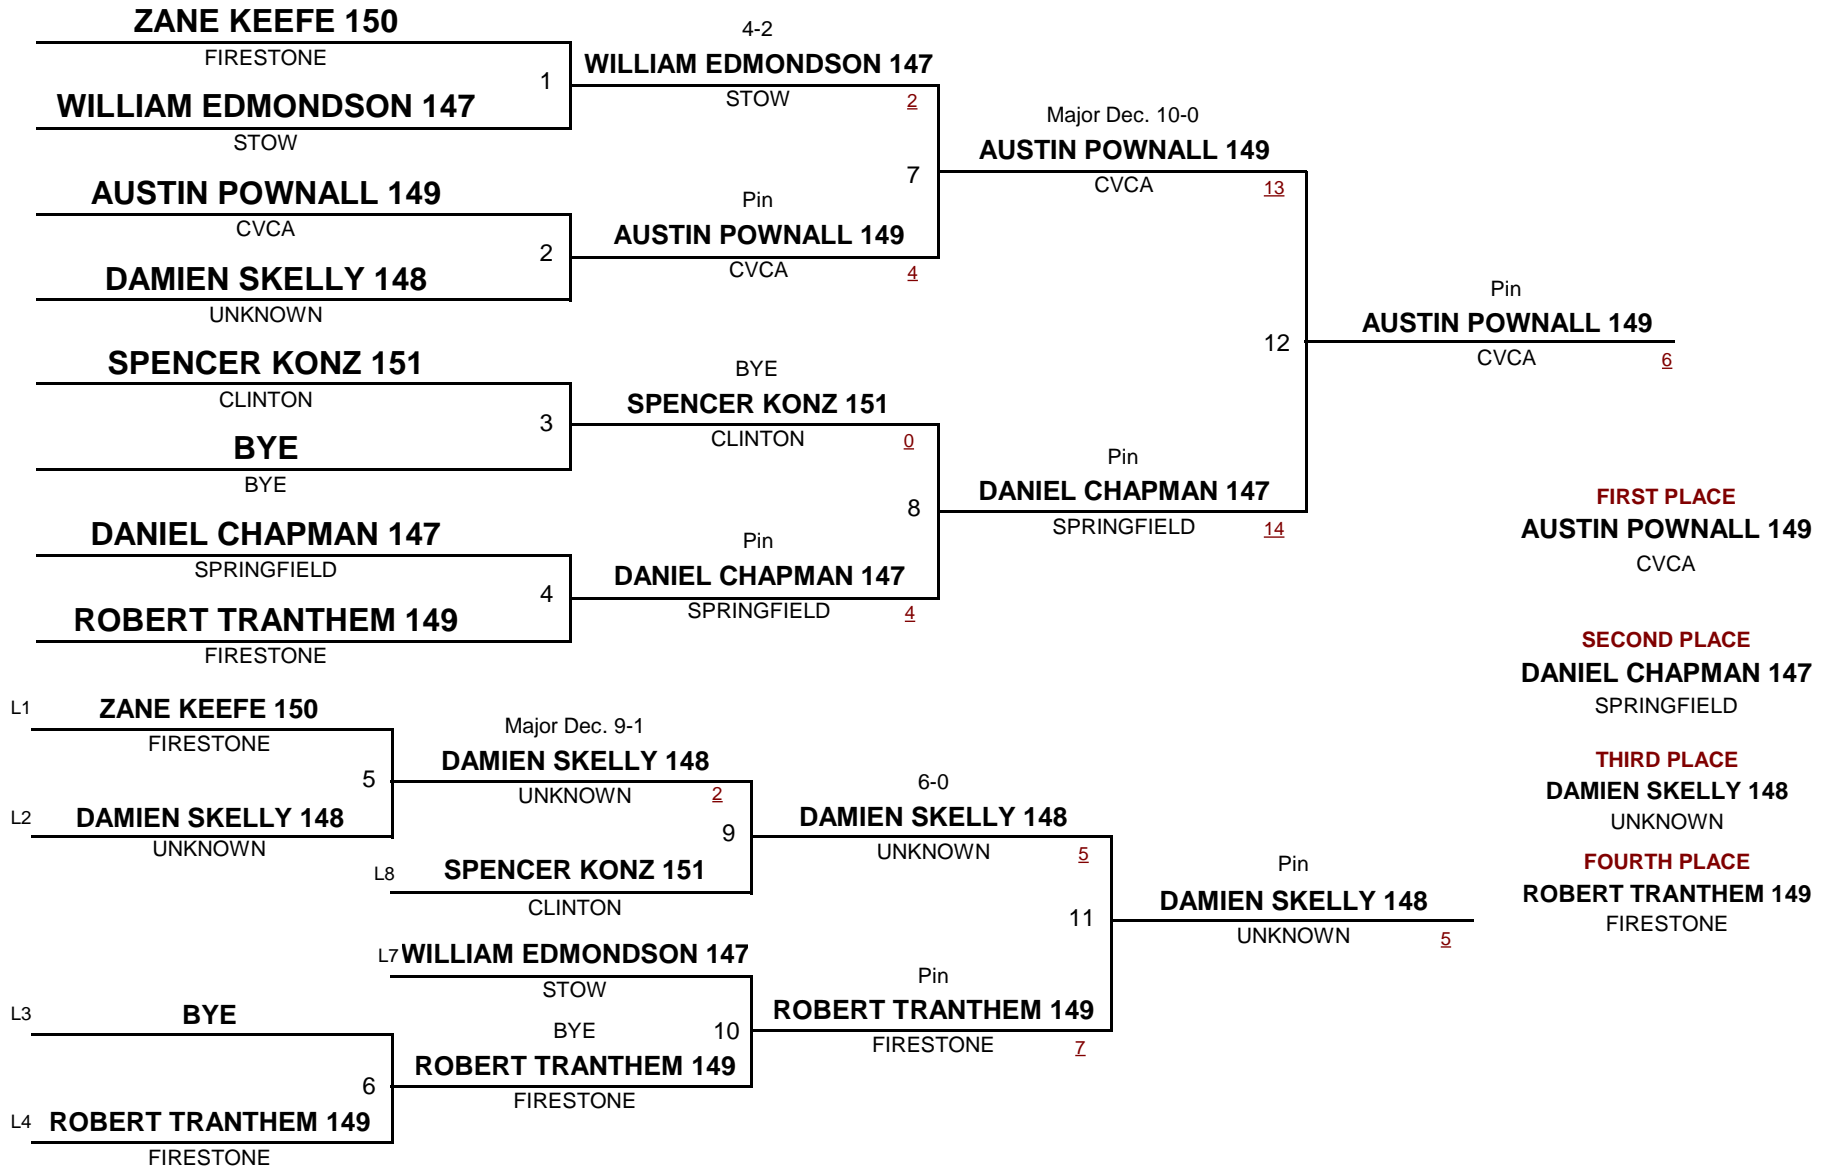 ZANE KEEFE 150
FIRESTONE
1
WILLIAM EDMONDSON 147
STOW
AUSTIN POWNALL 149
CVCA
2
DAMIEN SKELLY 148
UNKNOWN
SPENCER KONZ 151
CLINTON
3
BYE
BYE
DANIEL CHAPMAN 147
SPRINGFIELD
4
ROBERT TRANTHEM 149
FIRESTONE
4-2
WILLIAM EDMONDSON 147
STOW 2
7
Pin
AUSTIN POWNALL 149
CVCA 4
BYE
SPENCER KONZ 151
CLINTON 0
8
Pin
DANIEL CHAPMAN 147
SPRINGFIELD 4
Major Dec. 10-0
AUSTIN POWNALL 149
CVCA 13
12
Pin
DANIEL CHAPMAN 147
SPRINGFIELD 14
Pin
AUSTIN POWNALL 149
CVCA 6
FIRST PLACE
AUSTIN POWNALL 149
CVCA
SECOND PLACE
DANIEL CHAPMAN 147
SPRINGFIELD
THIRD PLACE
DAMIEN SKELLY 148
UNKNOWN
FOURTH PLACE
ROBERT TRANTHEM 149
FIRESTONE
L1 ZANE KEEFE 150
FIRESTONE
5
L2 DAMIEN SKELLY 148
UNKNOWN
L3 BYE
6
L4 ROBERT TRANTHEM 149
FIRESTONE
Major Dec. 9-1
DAMIEN SKELLY 148
UNKNOWN 2
9
L8 SPENCER KONZ 151
CLINTON
L7 WILLIAM EDMONDSON 147
STOW
BYE 10
ROBERT TRANTHEM 149
FIRESTONE
6-0
DAMIEN SKELLY 148
UNKNOWN 5
11
Pin
ROBERT TRANTHEM 149
FIRESTONE 7
Pin
DAMIEN SKELLY 148
UNKNOWN 5